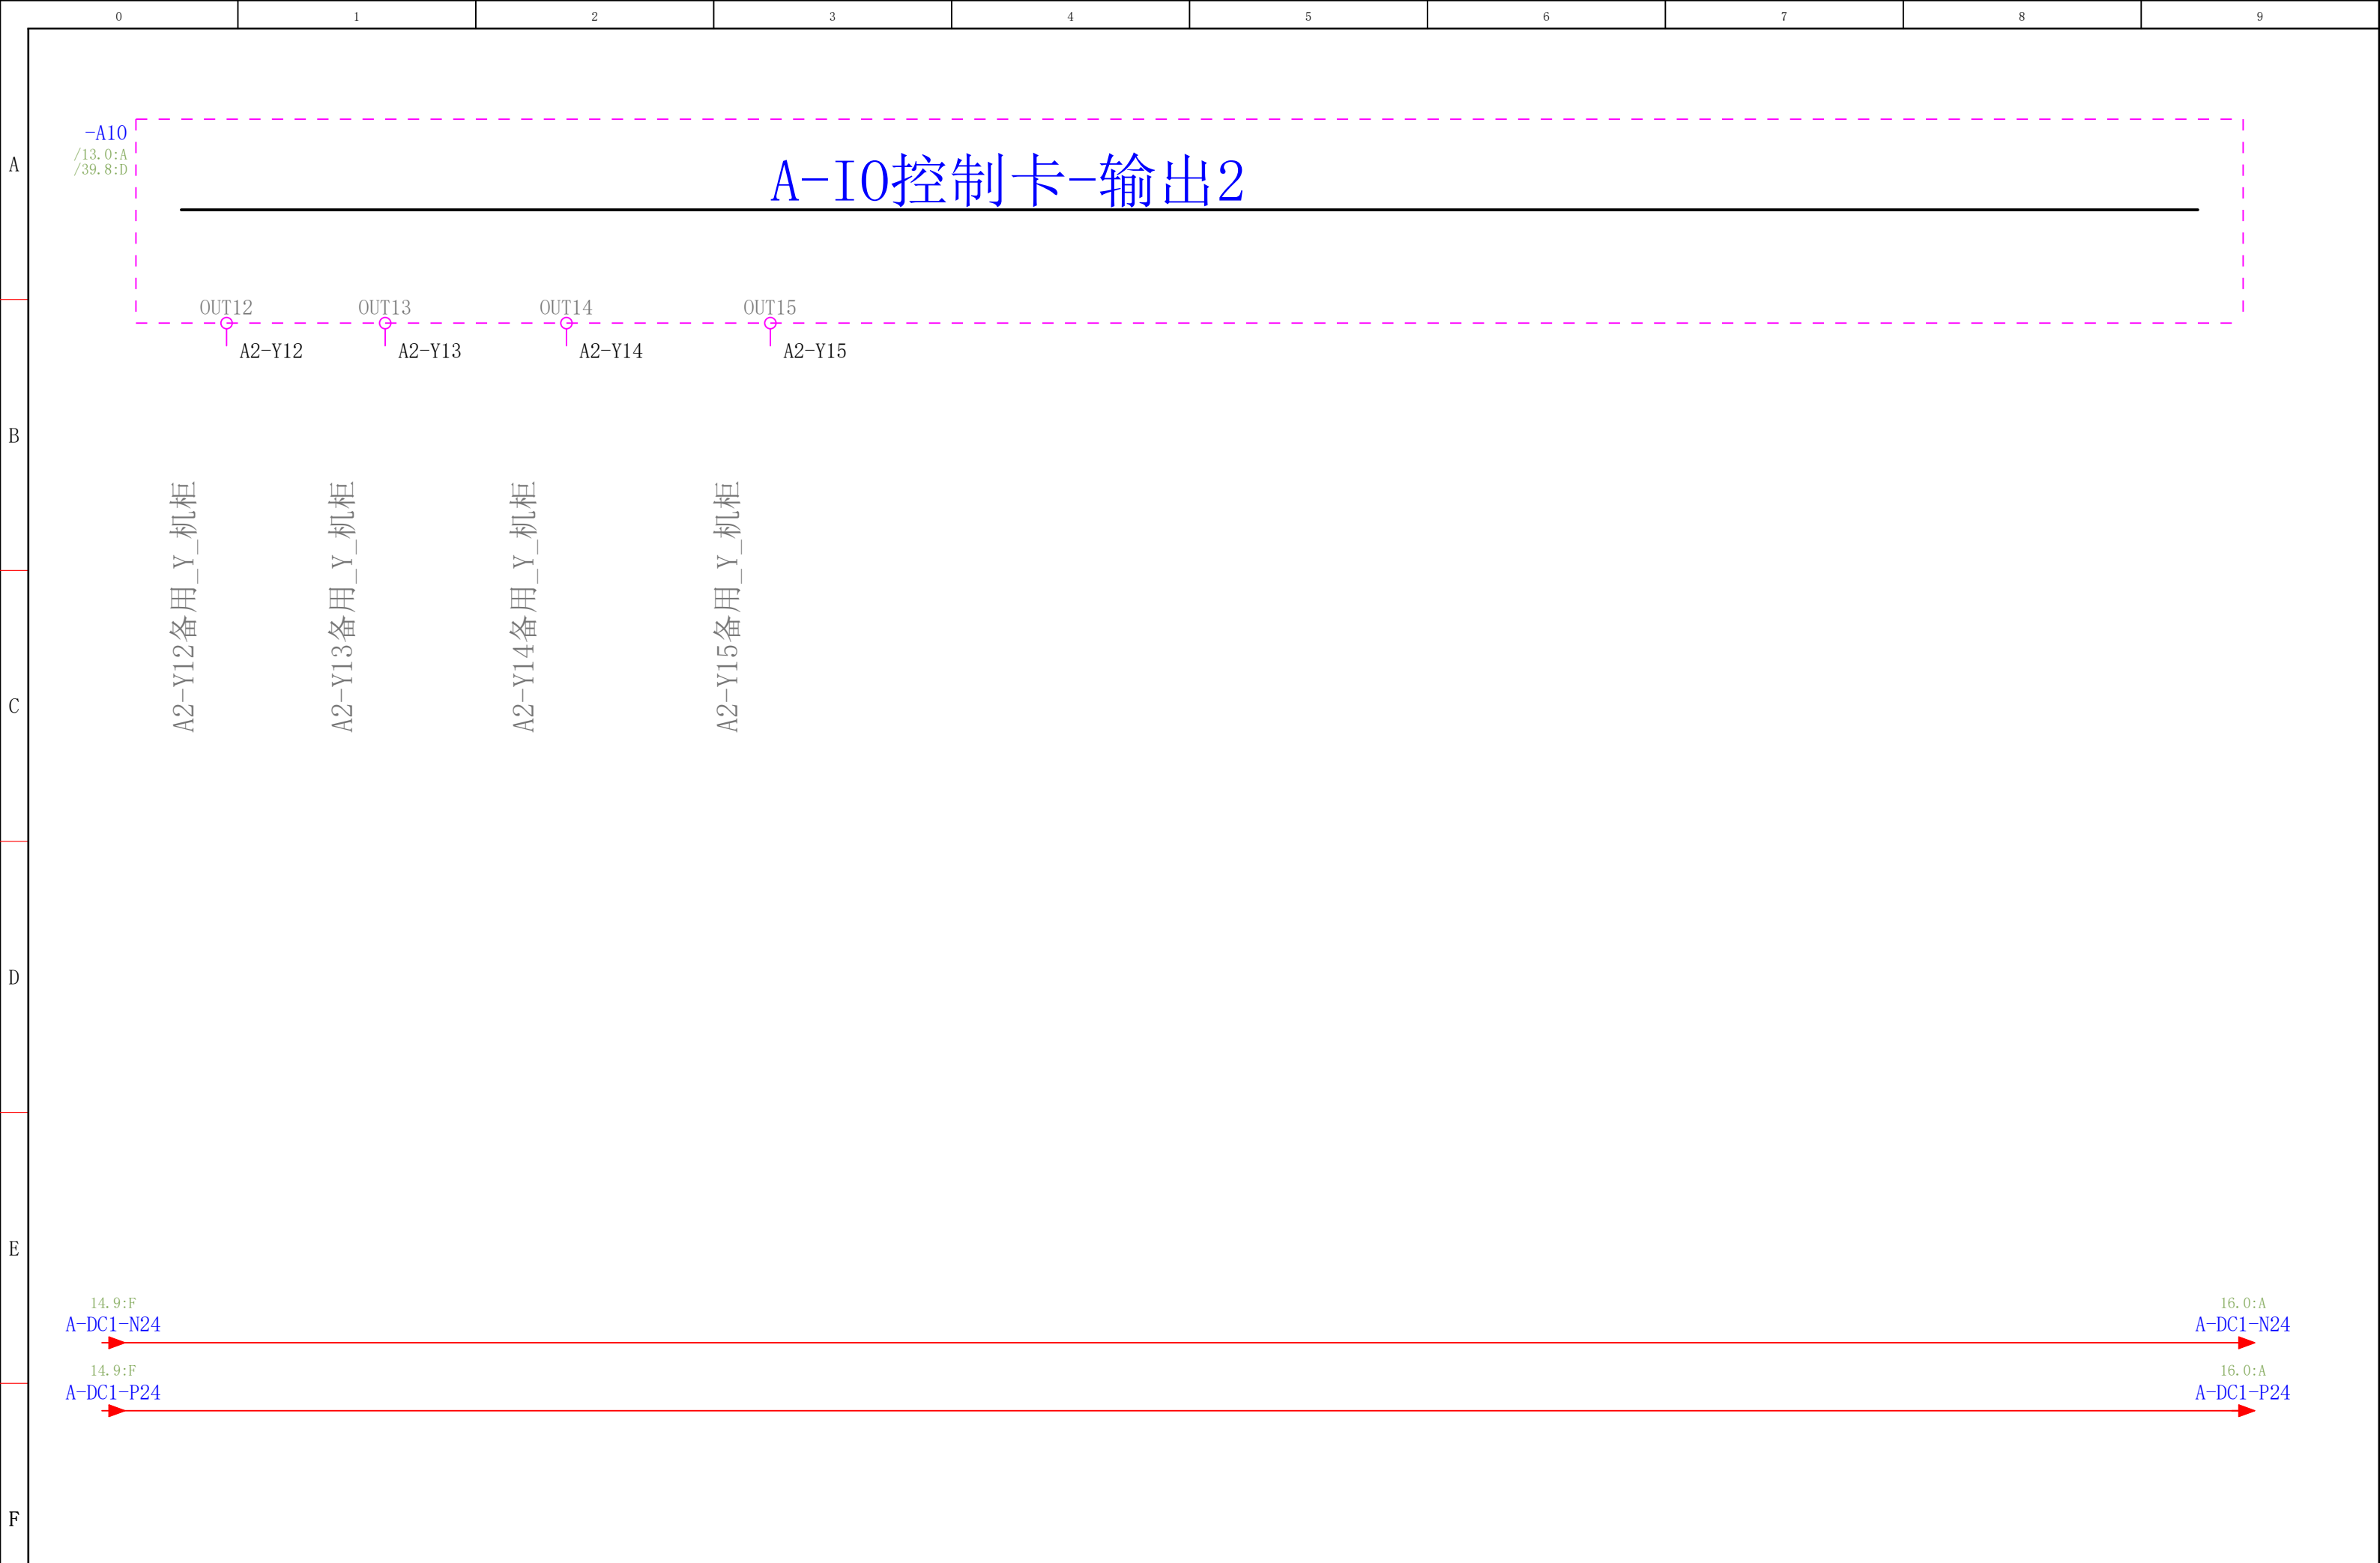 0 1 2 3 4 5 6 7 8 9
-A10
/13.0:A
/39.8:D
A
A-IO控制卡-输出2
OUT12 OUT13 OUT14 OUT15
A2-Y12 A2-Y13 A2-Y14 A2-Y15
B
A2-Y12备用_Y_机柜
A2-Y13备用_Y_机柜
A2-Y14备用_Y_机柜
A2-Y15备用_Y_机柜
C
D
E
14.9:F 16.0:A
A-DC1-N24 A-DC1-N24
14.9:F 16.0:A
A-DC1-P24 A-DC1-P24
F